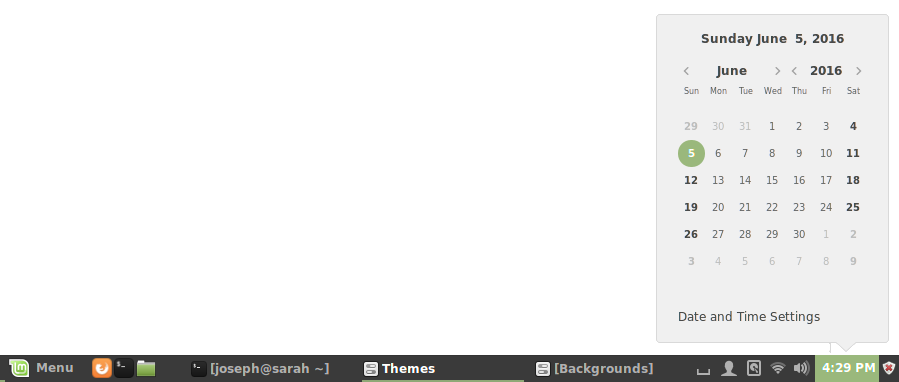 Sunday June  5, 2016
‹ June › ‹ 2016 ›
Sun Mon Tue Wed Thu Fri Sat
29 30 31 1 2 3 4
5 6 7 8 9 10 11
12 13 14 15 16 17 18
19 20 21 22 23 24 25
26 27 28 29 30 1 2
3 4 5 6 7 8 9
Date and Time Settings
Menu [joseph@sarah ~] Themes [Backgrounds] 4:29 PM